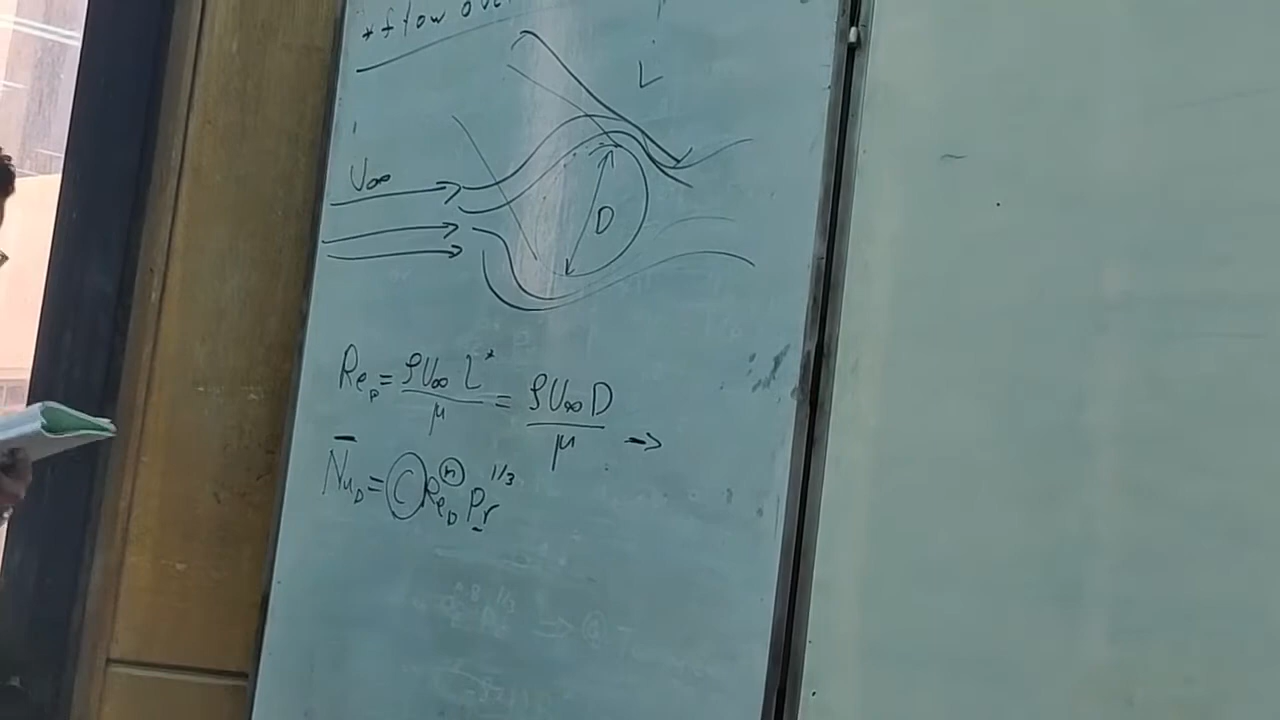 * flow ove
L
U∞
D
Re_D = ρU∞ L* / μ = ρU∞ D / μ →
N̅u_D = C Re_D^n Pr^1/3